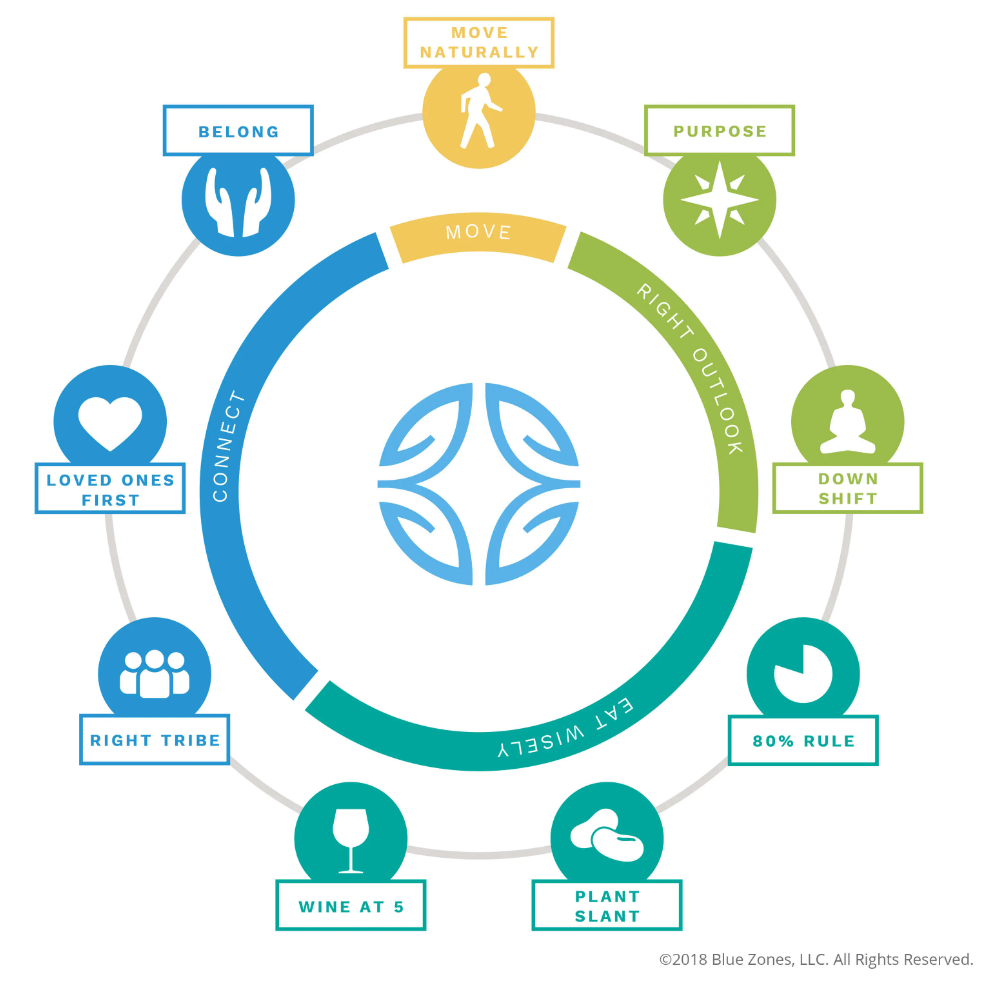 MOVE
NATURALLY
BELONG
PURPOSE
MOVE
RIGHT OUTLOOK
CONNECT
LOVED ONES
FIRST
DOWN
SHIFT
EAT WISELY
RIGHT TRIBE
80% RULE
WINE AT 5
PLANT
SLANT
©2018 Blue Zones, LLC. All Rights Reserved.